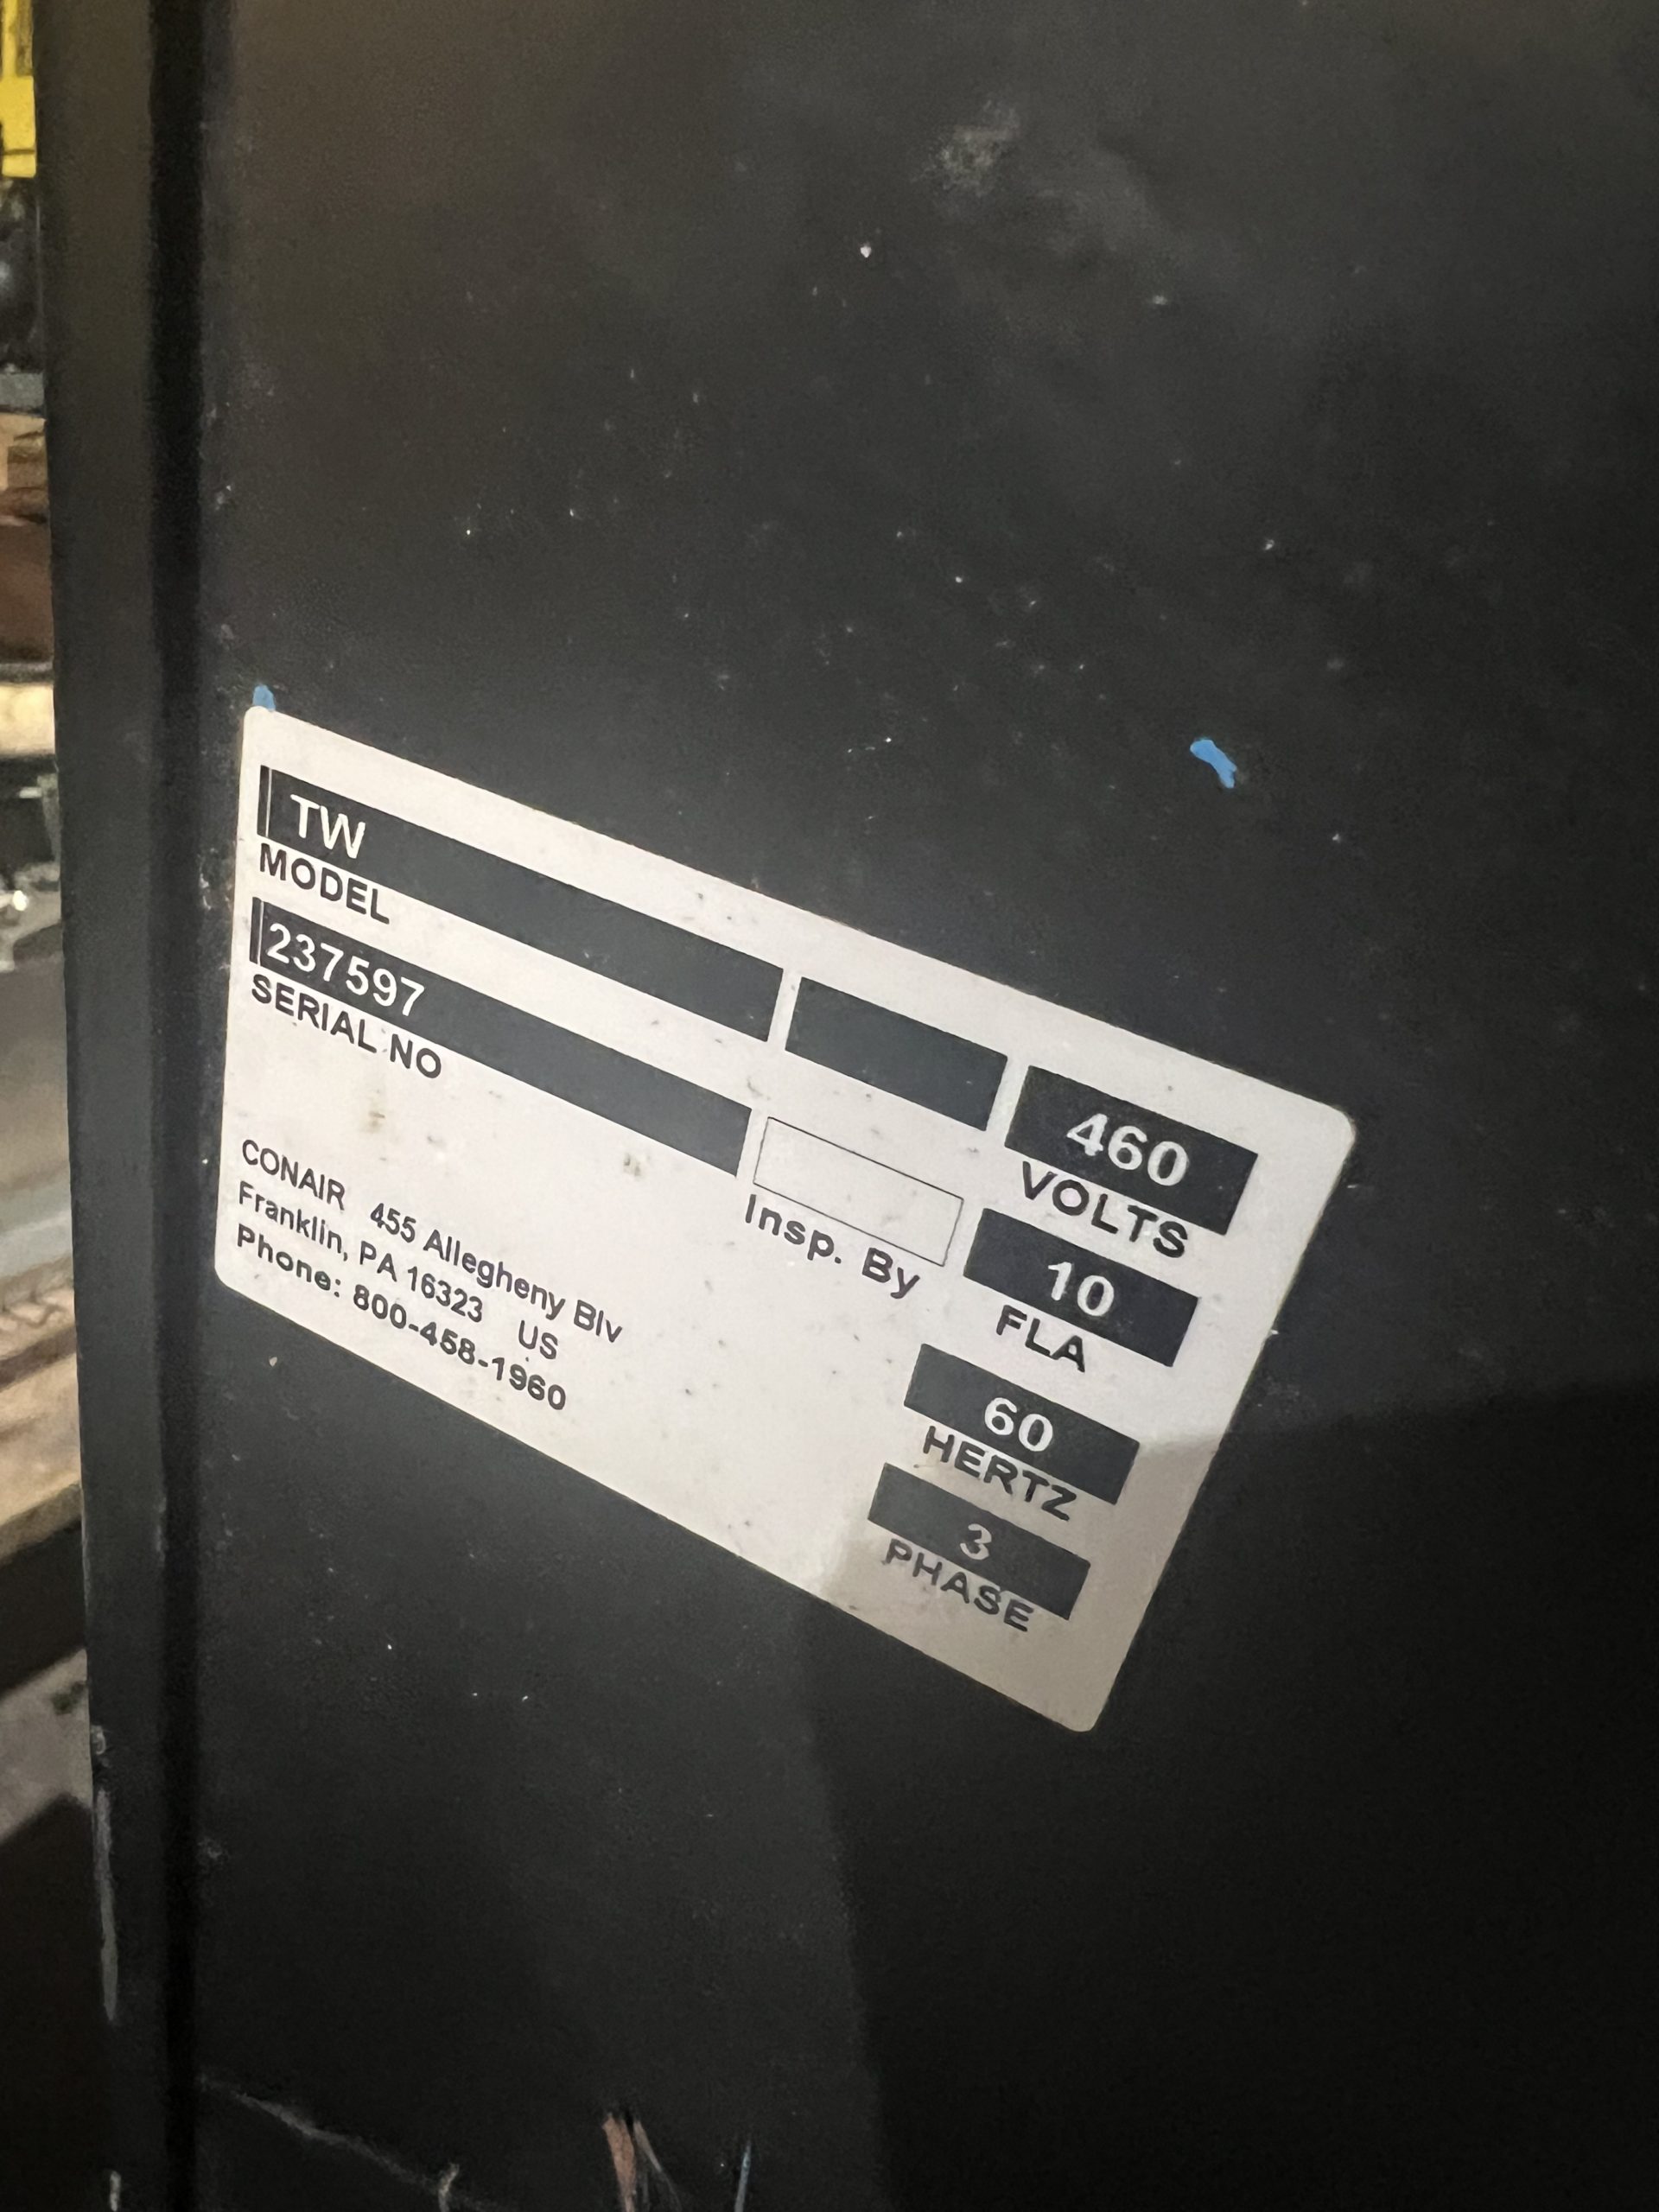 TW
MODEL
237597
SERIAL NO
460
VOLTS
Insp. By
10
FLA
60
HERTZ
3
PHASE
CONAIR 455 Allegheny Blv
Franklin, PA 16323 US
Phone: 800-458-1960